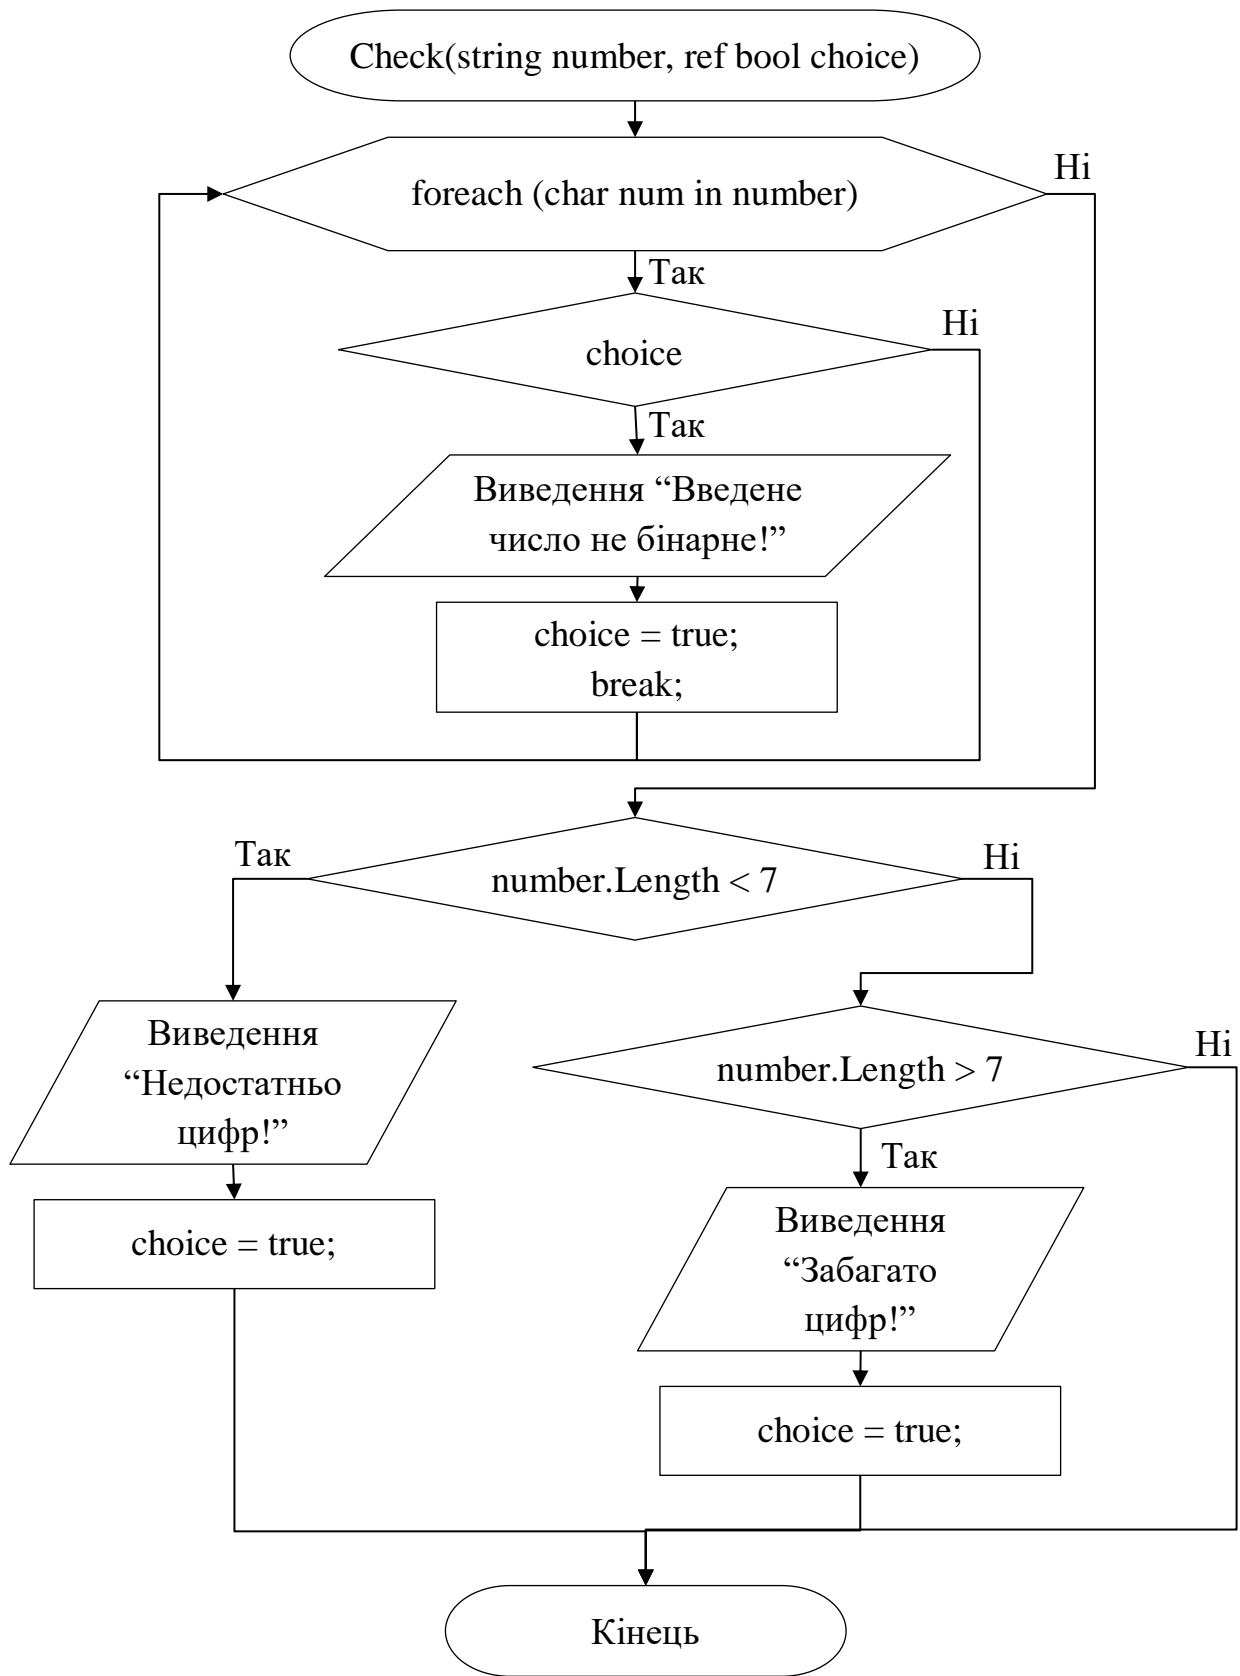 Check(string number, ref bool choice)
Ні
foreach (char num in number)
Так
Ні
choice
Так
Виведення “Введене
число не бінарне!”
choice = true;
break;
Так
Ні
number.Length < 7
Виведення
“Недостатньо
цифр!”
choice = true;
Ні
number.Length > 7
Так
Виведення
“Забагато
цифр!”
choice = true;
Кінець